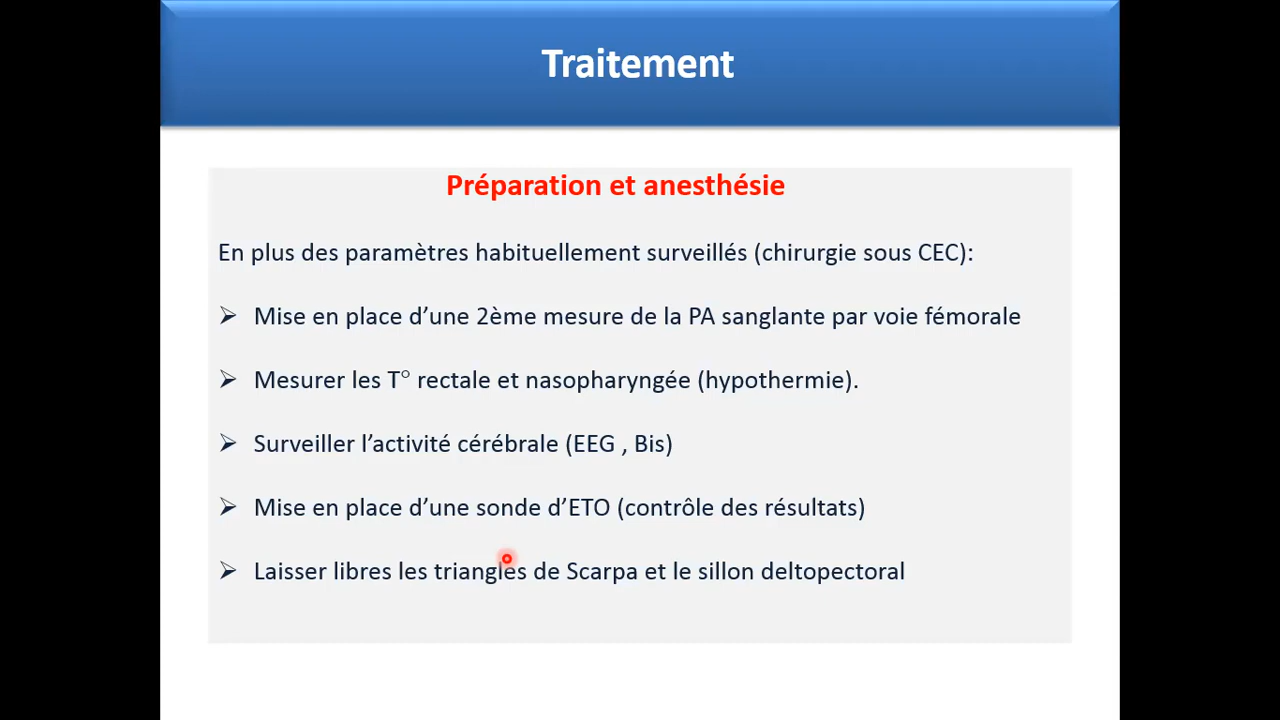 Traitement
Préparation et anesthésie
En plus des paramètres habituellement surveillés (chirurgie sous CEC):
➢ Mise en place d’une 2ème mesure de la PA sanglante par voie fémorale
➢ Mesurer les T° rectale et nasopharyngée (hypothermie).
➢ Surveiller l’activité cérébrale (EEG , Bis)
➢ Mise en place d’une sonde d’ETO (contrôle des résultats)
➢ Laisser libres les triangles de Scarpa et le sillon deltopectoral